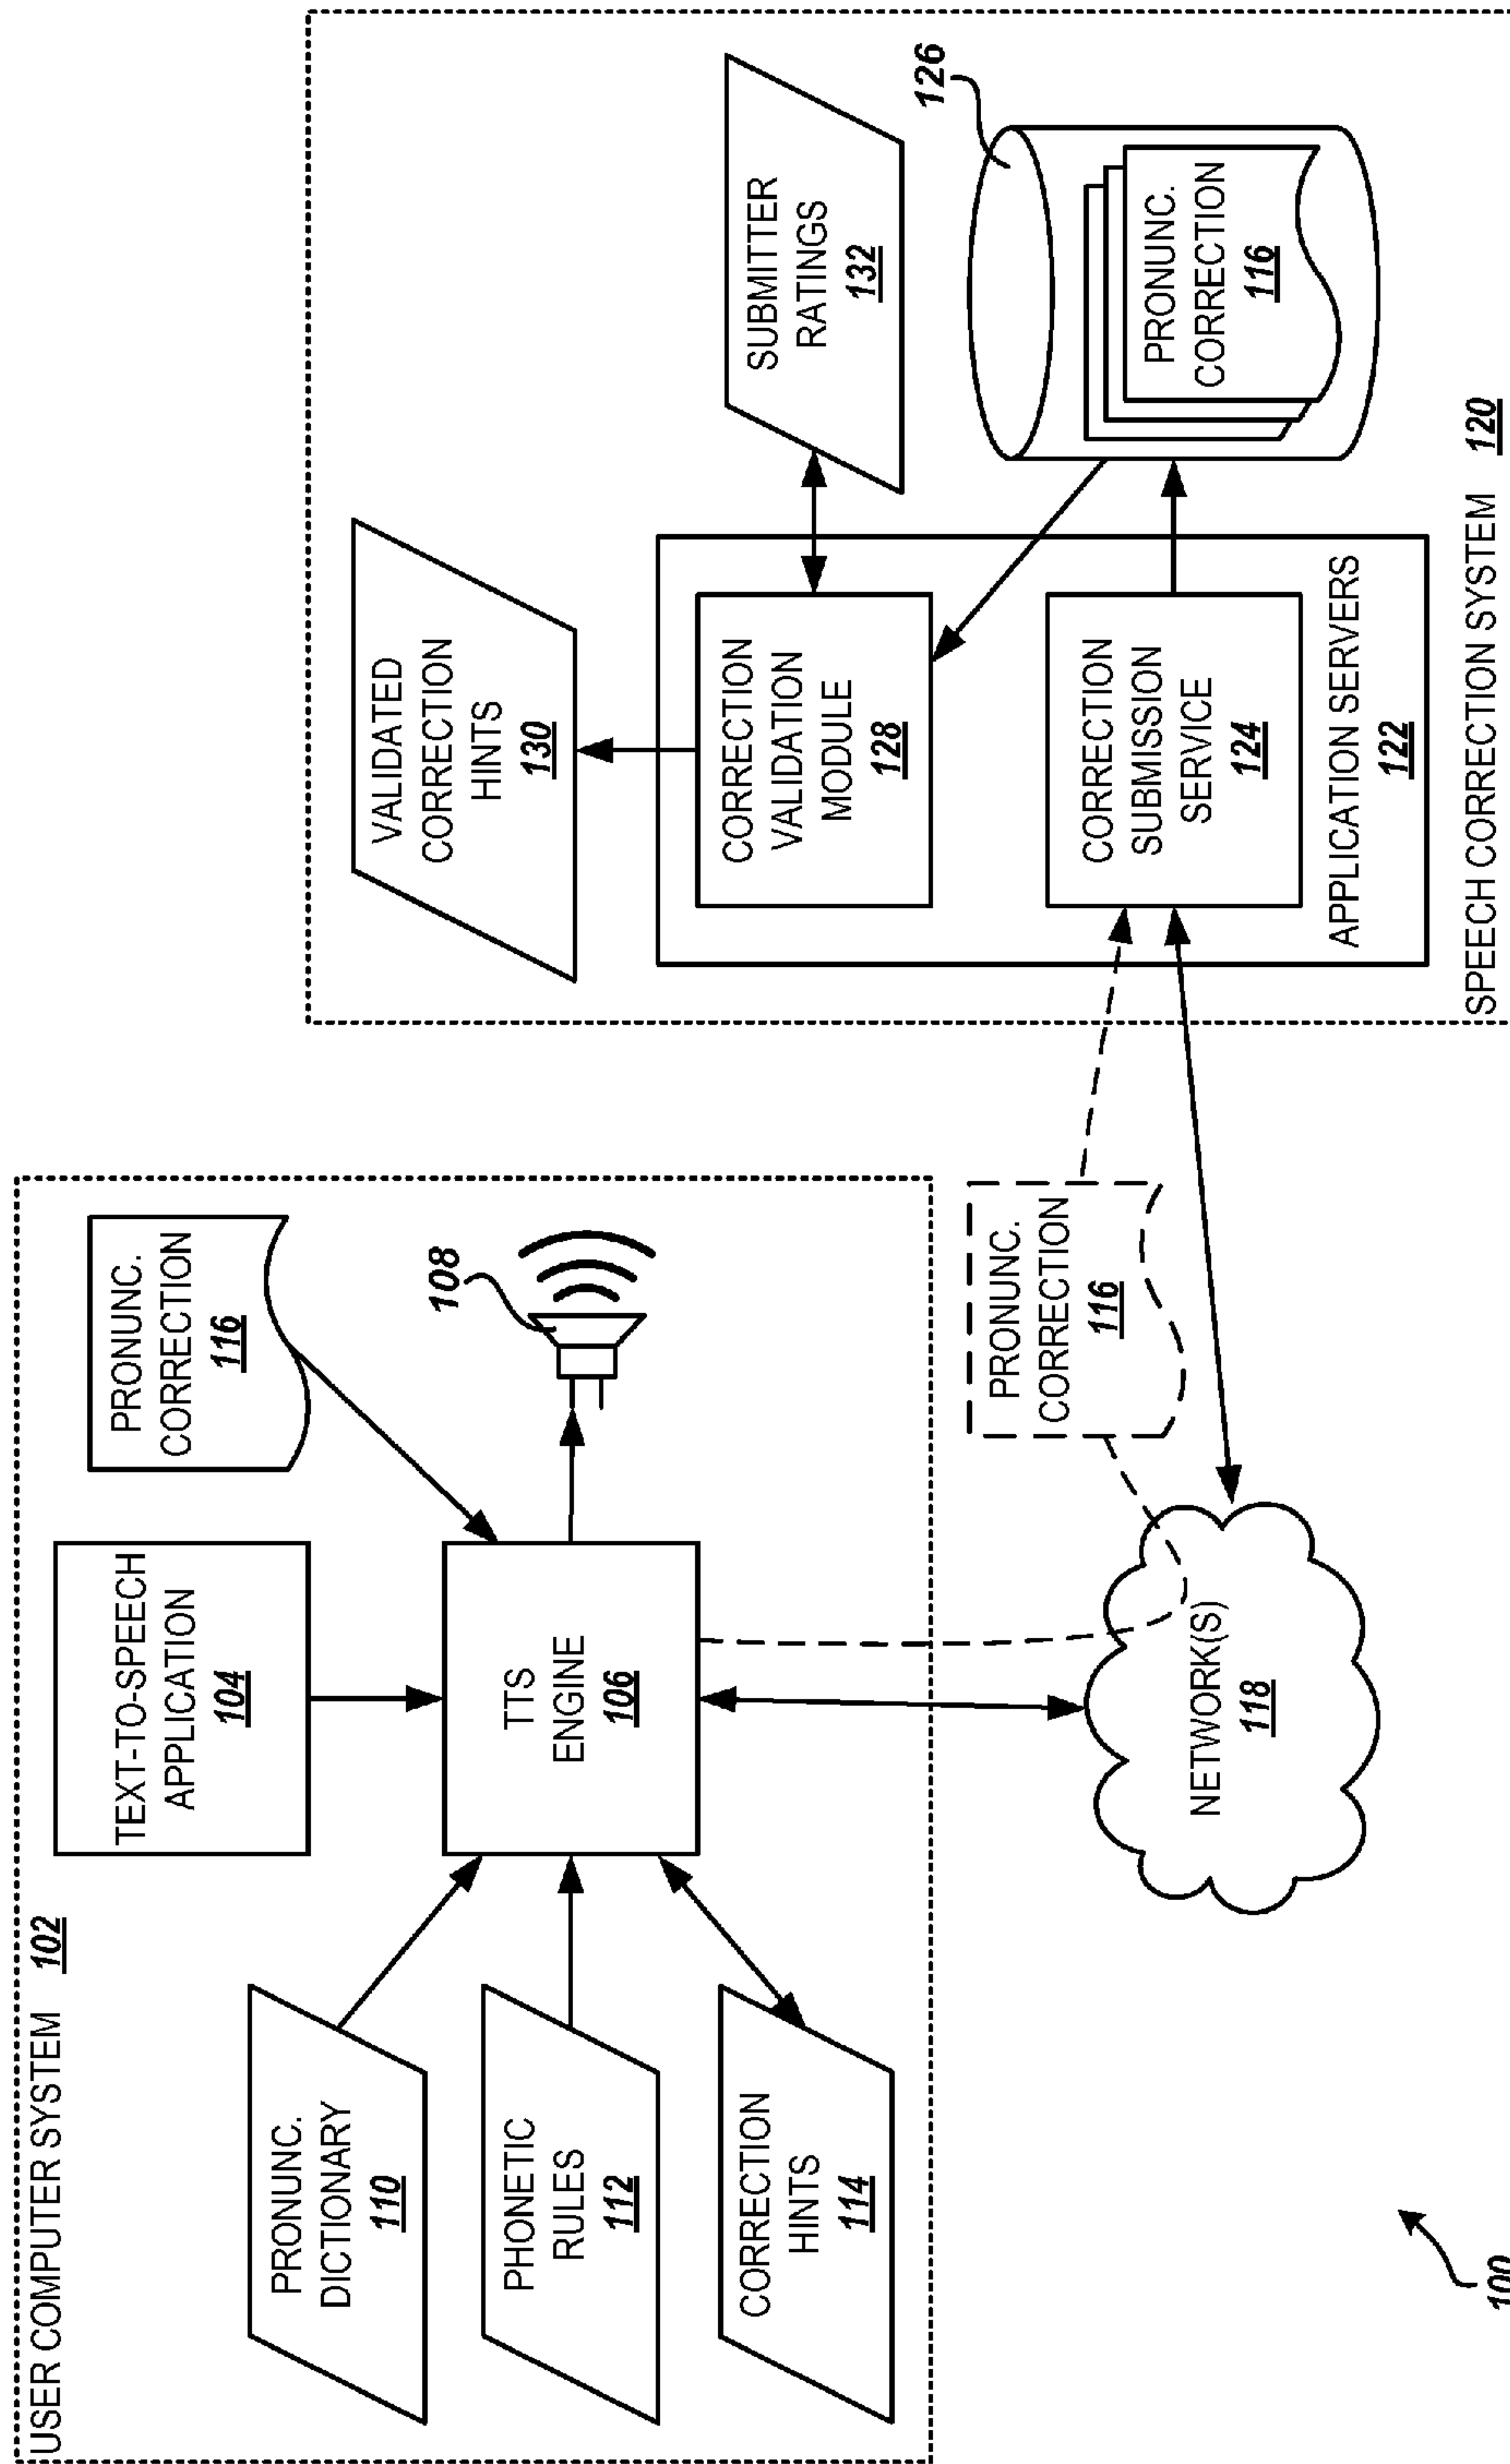 USER COMPUTER SYSTEM 102
TEXT-TO-SPEECH
APPLICATION
104
PRONUNC.
CORRECTION
116
PRONUNC.
DICTIONARY
110
PHONETIC
RULES
112
CORRECTION
HINTS
114
TTS
ENGINE
106
108
NETWORK(S)
118
PRONUNC.
CORRECTION
116
VALIDATED
CORRECTION
HINTS
130
SUBMITTER
RATINGS
132
CORRECTION
VALIDATION
MODULE
128
CORRECTION
SUBMISSION
SERVICE
124
APPLICATION SERVERS
122
126
PRONUNC.
CORRECTION
116
SPEECH CORRECTION SYSTEM 120
100